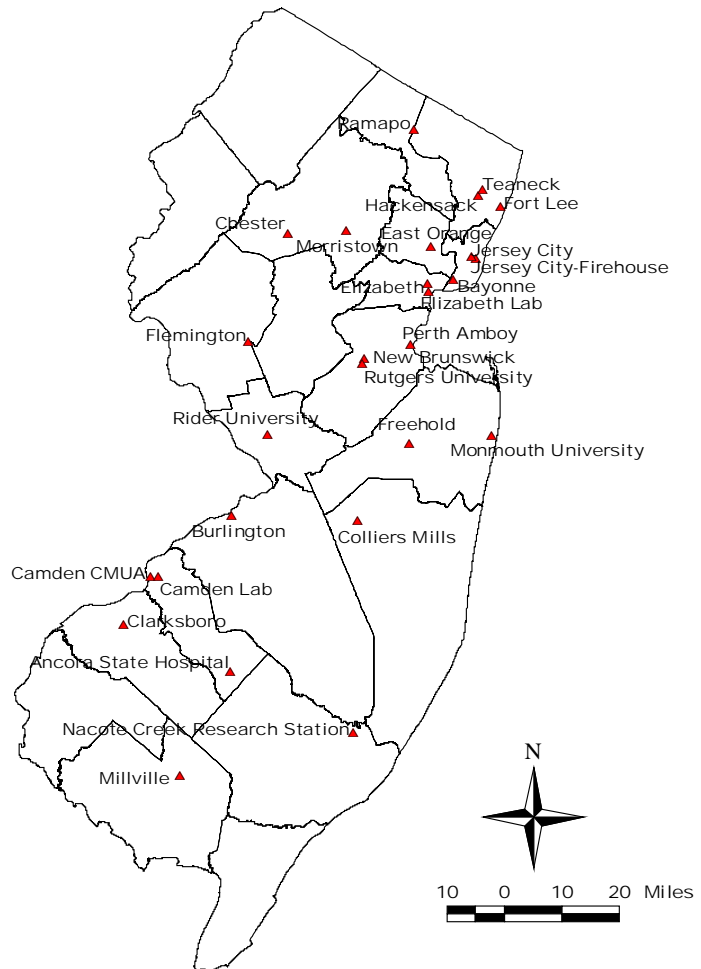 Ramapo
Teaneck
Hackensack
Fort Lee
Chester
East Orange
Morristown
Jersey City
Jersey City-Firehouse
Elizabeth
Bayonne
Elizabeth Lab
Flemington
Perth Amboy
New Brunswick
Rutgers University
Rider University
Freehold
Monmouth University
Burlington
Colliers Mills
Camden CMUA
Camden Lab
Clarksboro
Ancora State Hospital
Nacote Creek Research Station
Millville
N
10 0 10 20 Miles